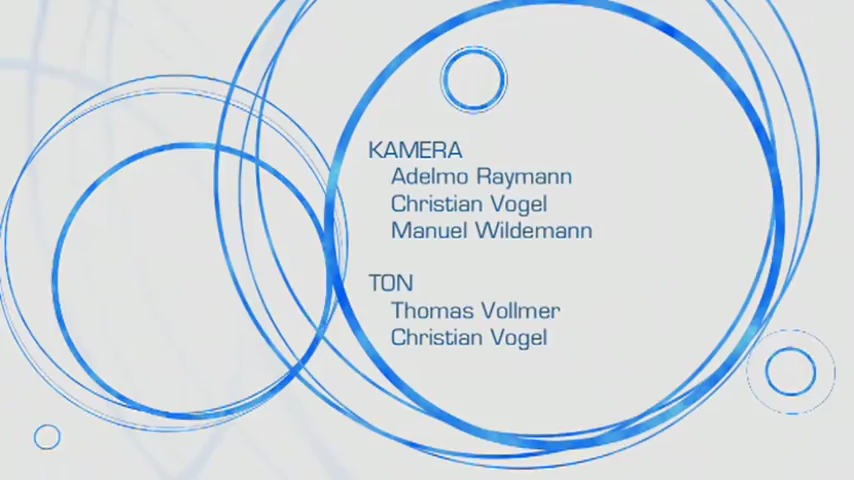 KAMERA
Adelmo Raymann
Christian Vogel
Manuel Wildemann
TON
Thomas Vollmer
Christian Vogel